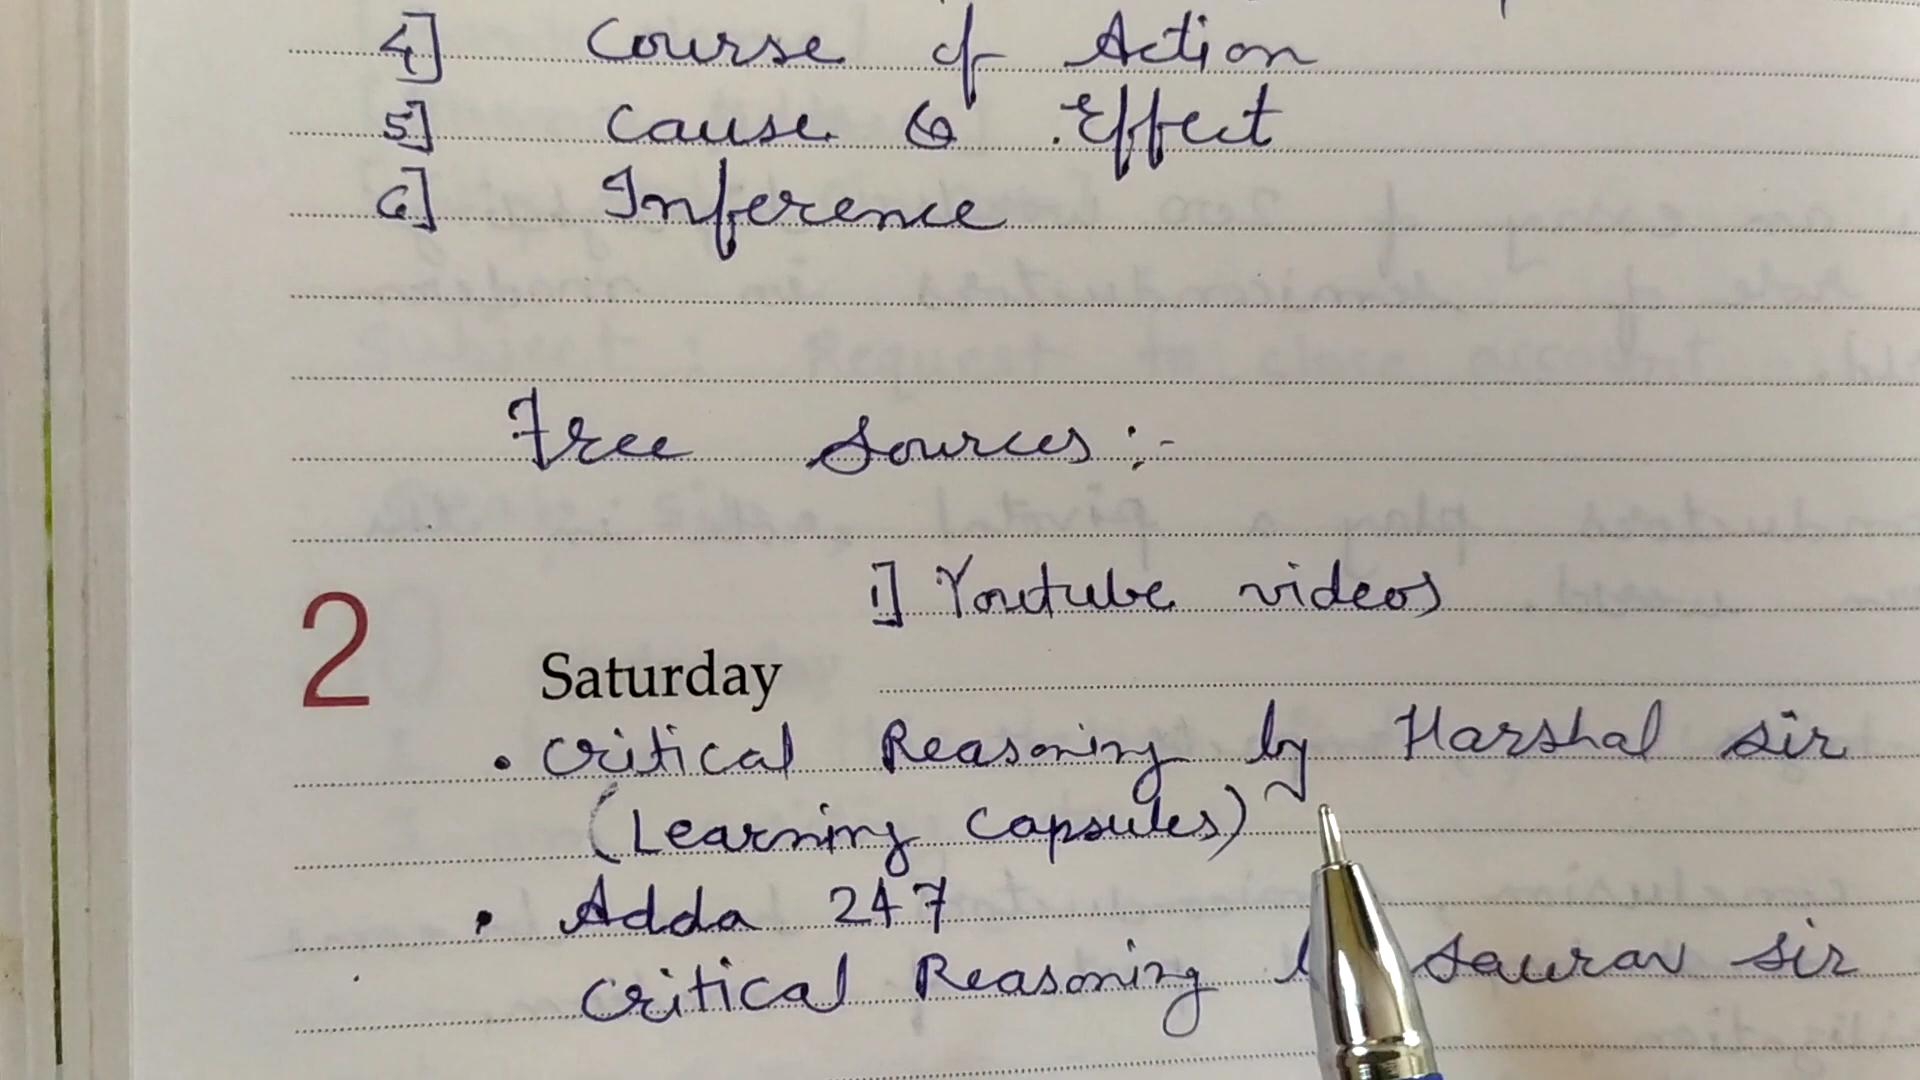 4] Course of Action
5] Cause & Effect
6] Inference
Free Sources :-
1] Youtube videos
2 Saturday
• Critical Reasoning by Harshal sir
(Learning Capsules)
• Adda 247
Critical Reasoning Saurav sir